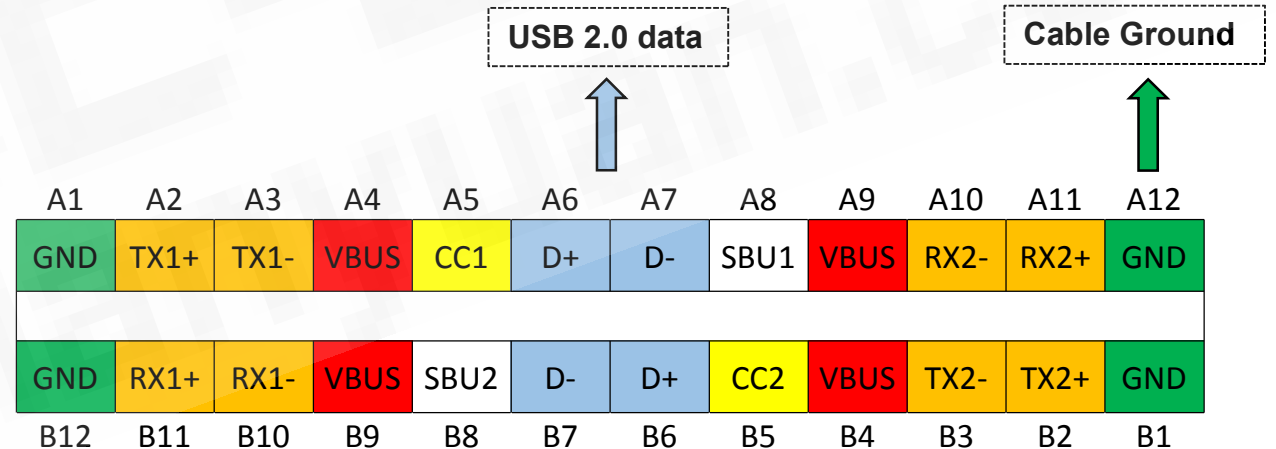 USB 2.0 data Cable Ground
A1 A2 A3 A4 A5 A6 A7 A8 A9 A10 A11 A12
GND TX1+ TX1- VBUS CC1 D+ D- SBU1 VBUS RX2- RX2+ GND
GND RX1+ RX1- VBUS SBU2 D- D+ CC2 VBUS TX2- TX2+ GND
B12 B11 B10 B9 B8 B7 B6 B5 B4 B3 B2 B1